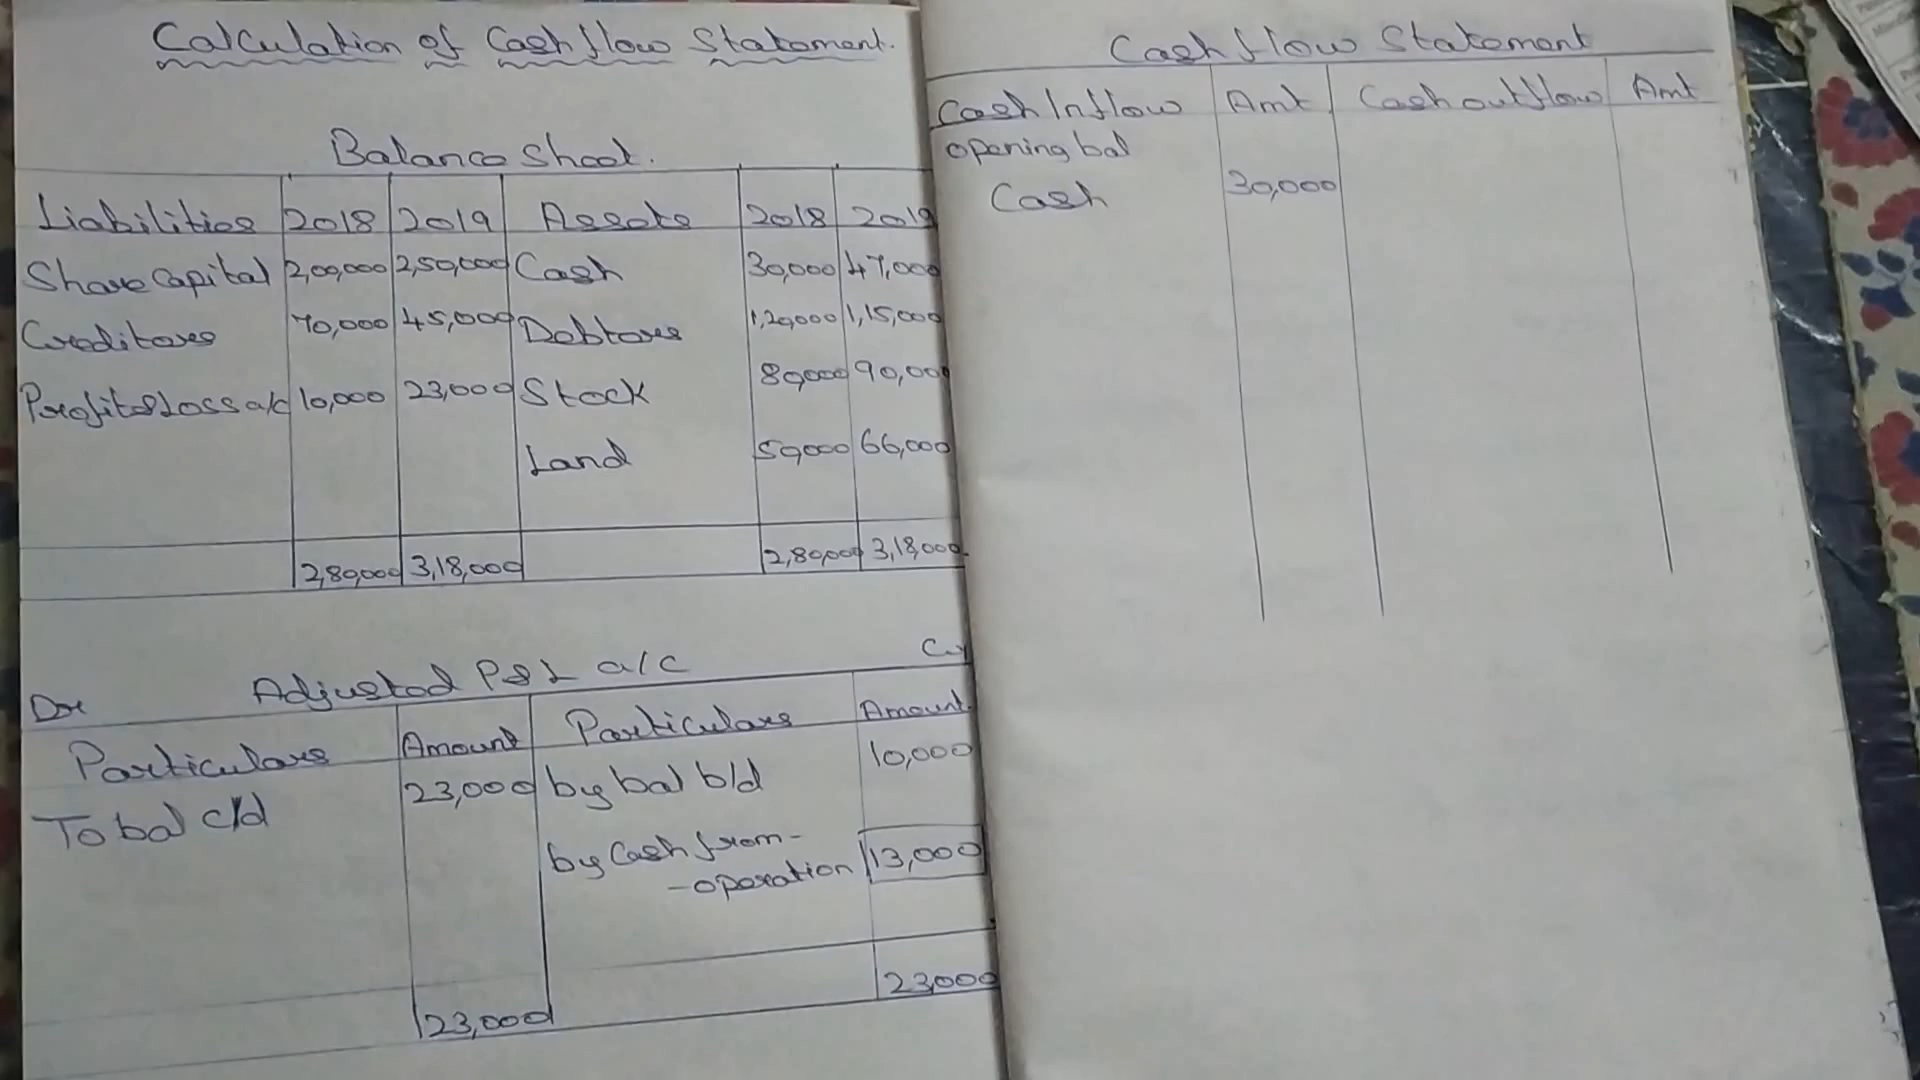 Calculation of Cash flow Statement.
Balance Sheet.
Liabilities 2018 2019 Assets 2018 2019
Share Capital 2,00,000 2,50,000 Cash 30,000 47,000
Creditors 70,000 45,000 Debtors 1,20,000 1,15,000
Profit & Loss a/c 10,000 23,000 Stock 80,000 90,000
Land 50,000 66,000
2,80,000 3,18,000 2,80,000 3,18,000
Dr Adjusted P&L a/c Cr
Particulars Amount Particulars Amount
To bal c/d 23,000 by bal b/d 10,000
by Cash from-
-operation 13,000
23,000 23,000
Cash flow Statement
Cash Inflow Amt Cash outflow Amt
opening bal
Cash 30,000